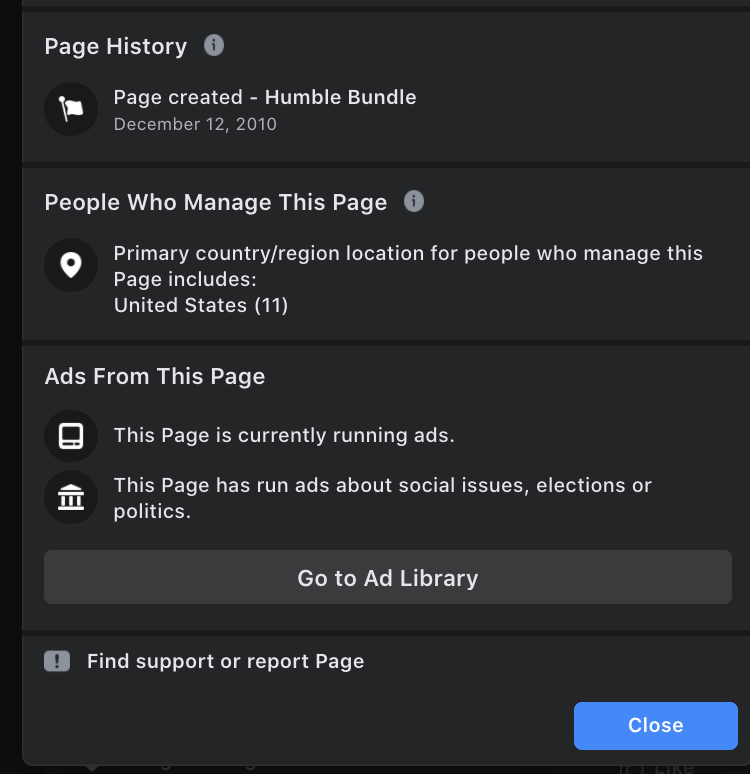 Page History
Page created - Humble Bundle
December 12, 2010
People Who Manage This Page
Primary country/region location for people who manage this
Page includes:
United States (11)
Ads From This Page
This Page is currently running ads.
This Page has run ads about social issues, elections or
politics.
Go to Ad Library
Find support or report Page
Close